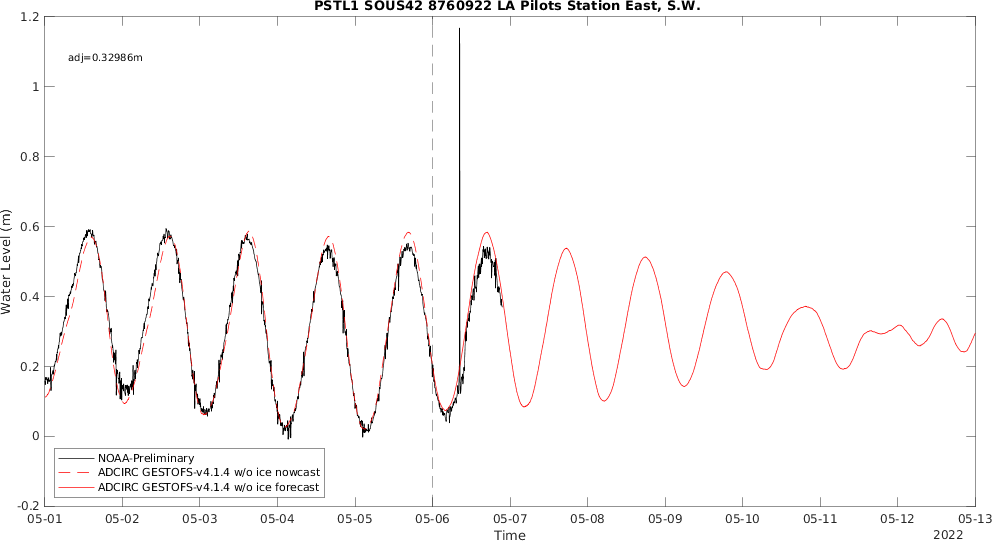 PSTL1 SOUS42 8760922 LA Pilots Station East, S.W.
adj=0.32986m
Water Level (m)
1.2
1
0.8
0.6
0.4
0.2
0
-0.2
NOAA-Preliminary
ADCIRC GESTOFS-v4.1.4 w/o ice nowcast
ADCIRC GESTOFS-v4.1.4 w/o ice forecast
05-01 05-02 05-03 05-04 05-05 05-06 05-07 05-08 05-09 05-10 05-11 05-12 05-13
Time
2022